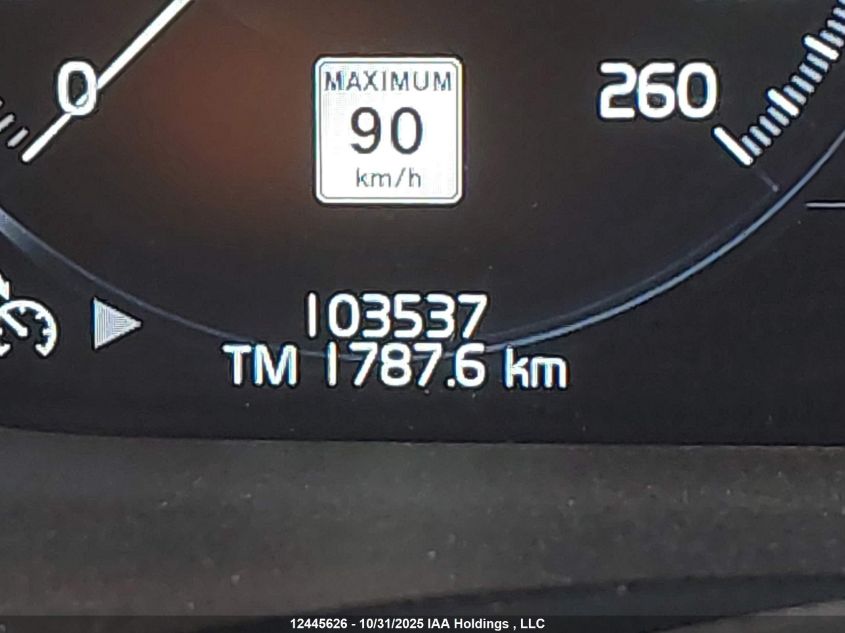 0
260
MAXIMUM
90
km/h
103537
TM 1787.6 km
12445626 - 10/31/2025 IAA Holdings , LLC